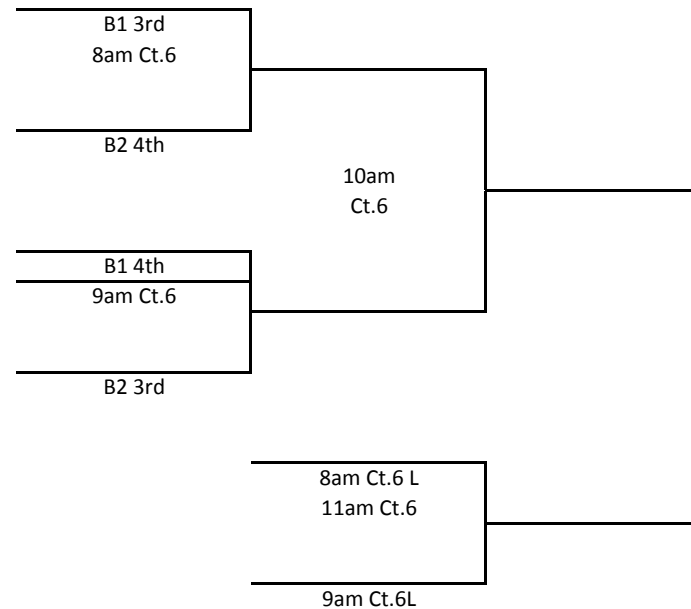 B1 3rd
8am Ct.6
B2 4th
10am
Ct.6
B1 4th
9am Ct.6
B2 3rd
8am Ct.6 L
11am Ct.6
9am Ct.6L